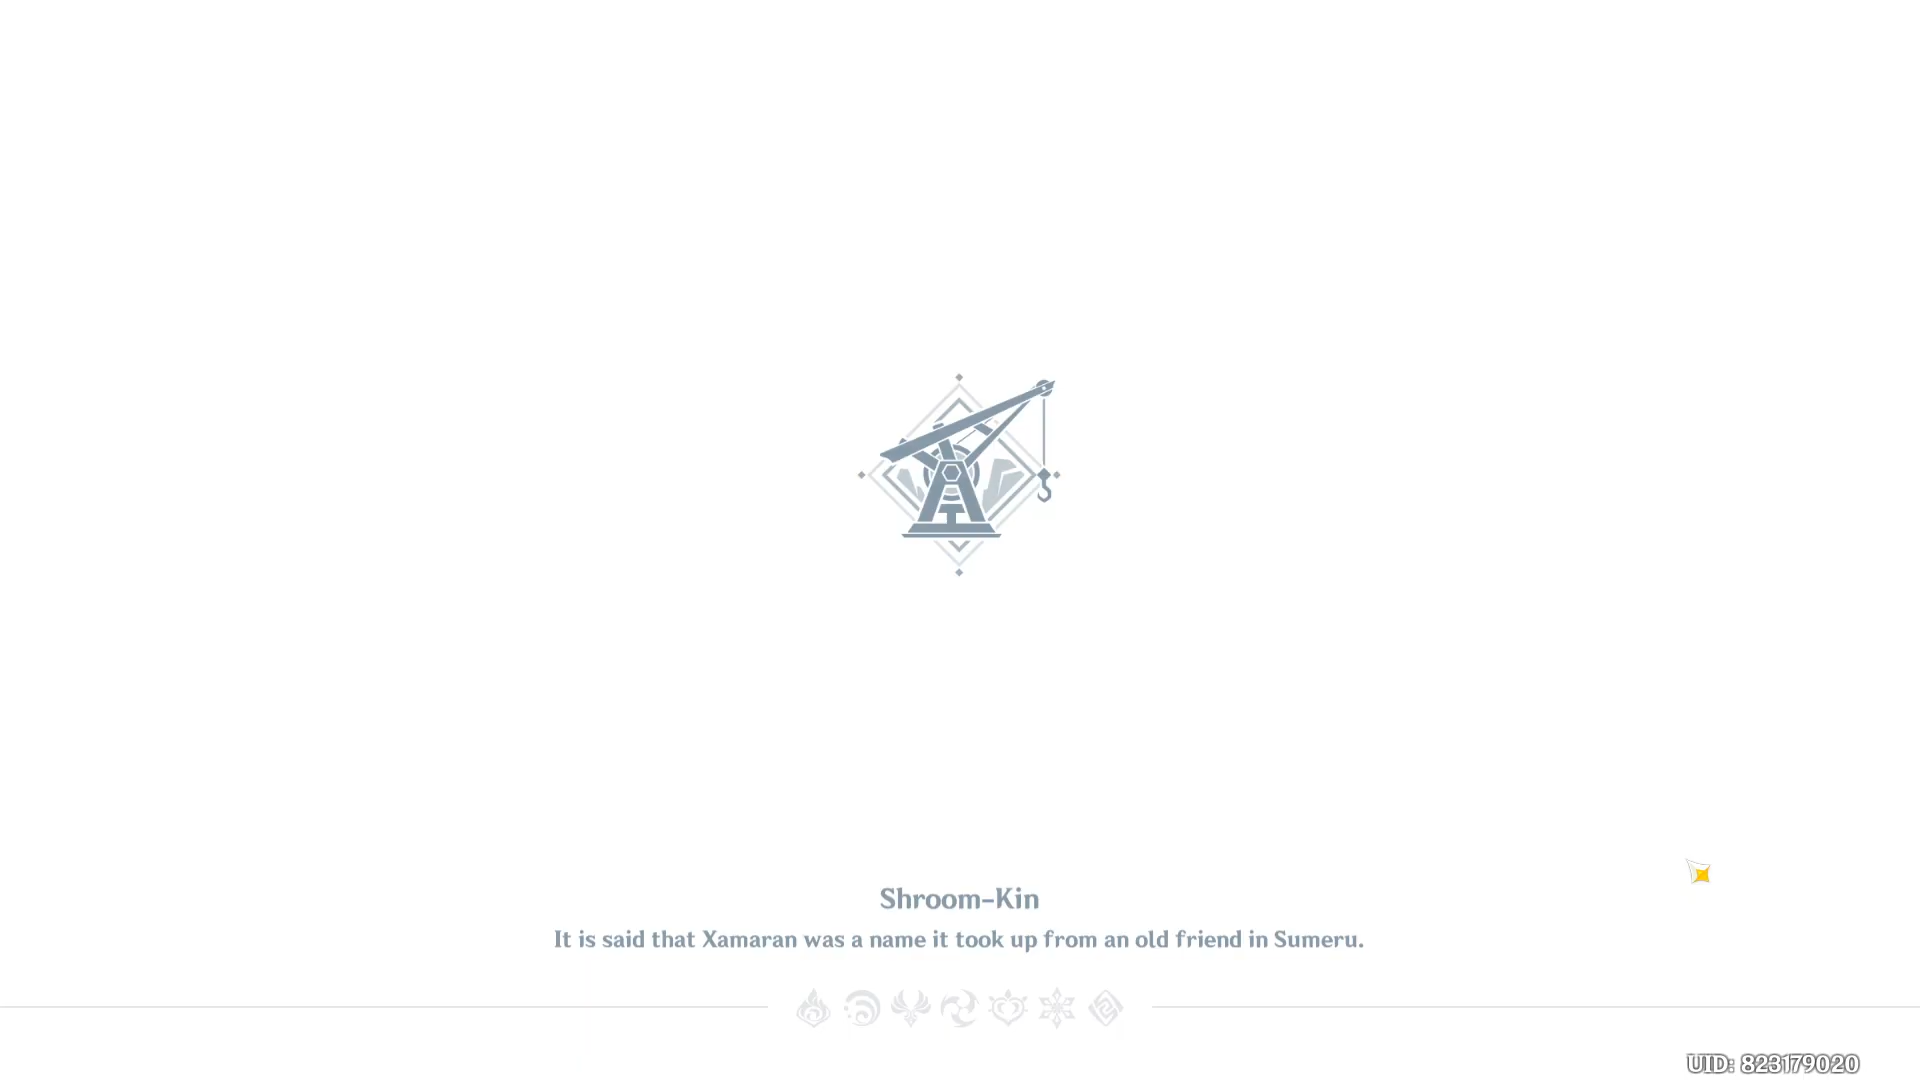 Shroom-Kin
It is said that Xamaran was a name it took up from an old friend in Sumeru.
UID: 823179020